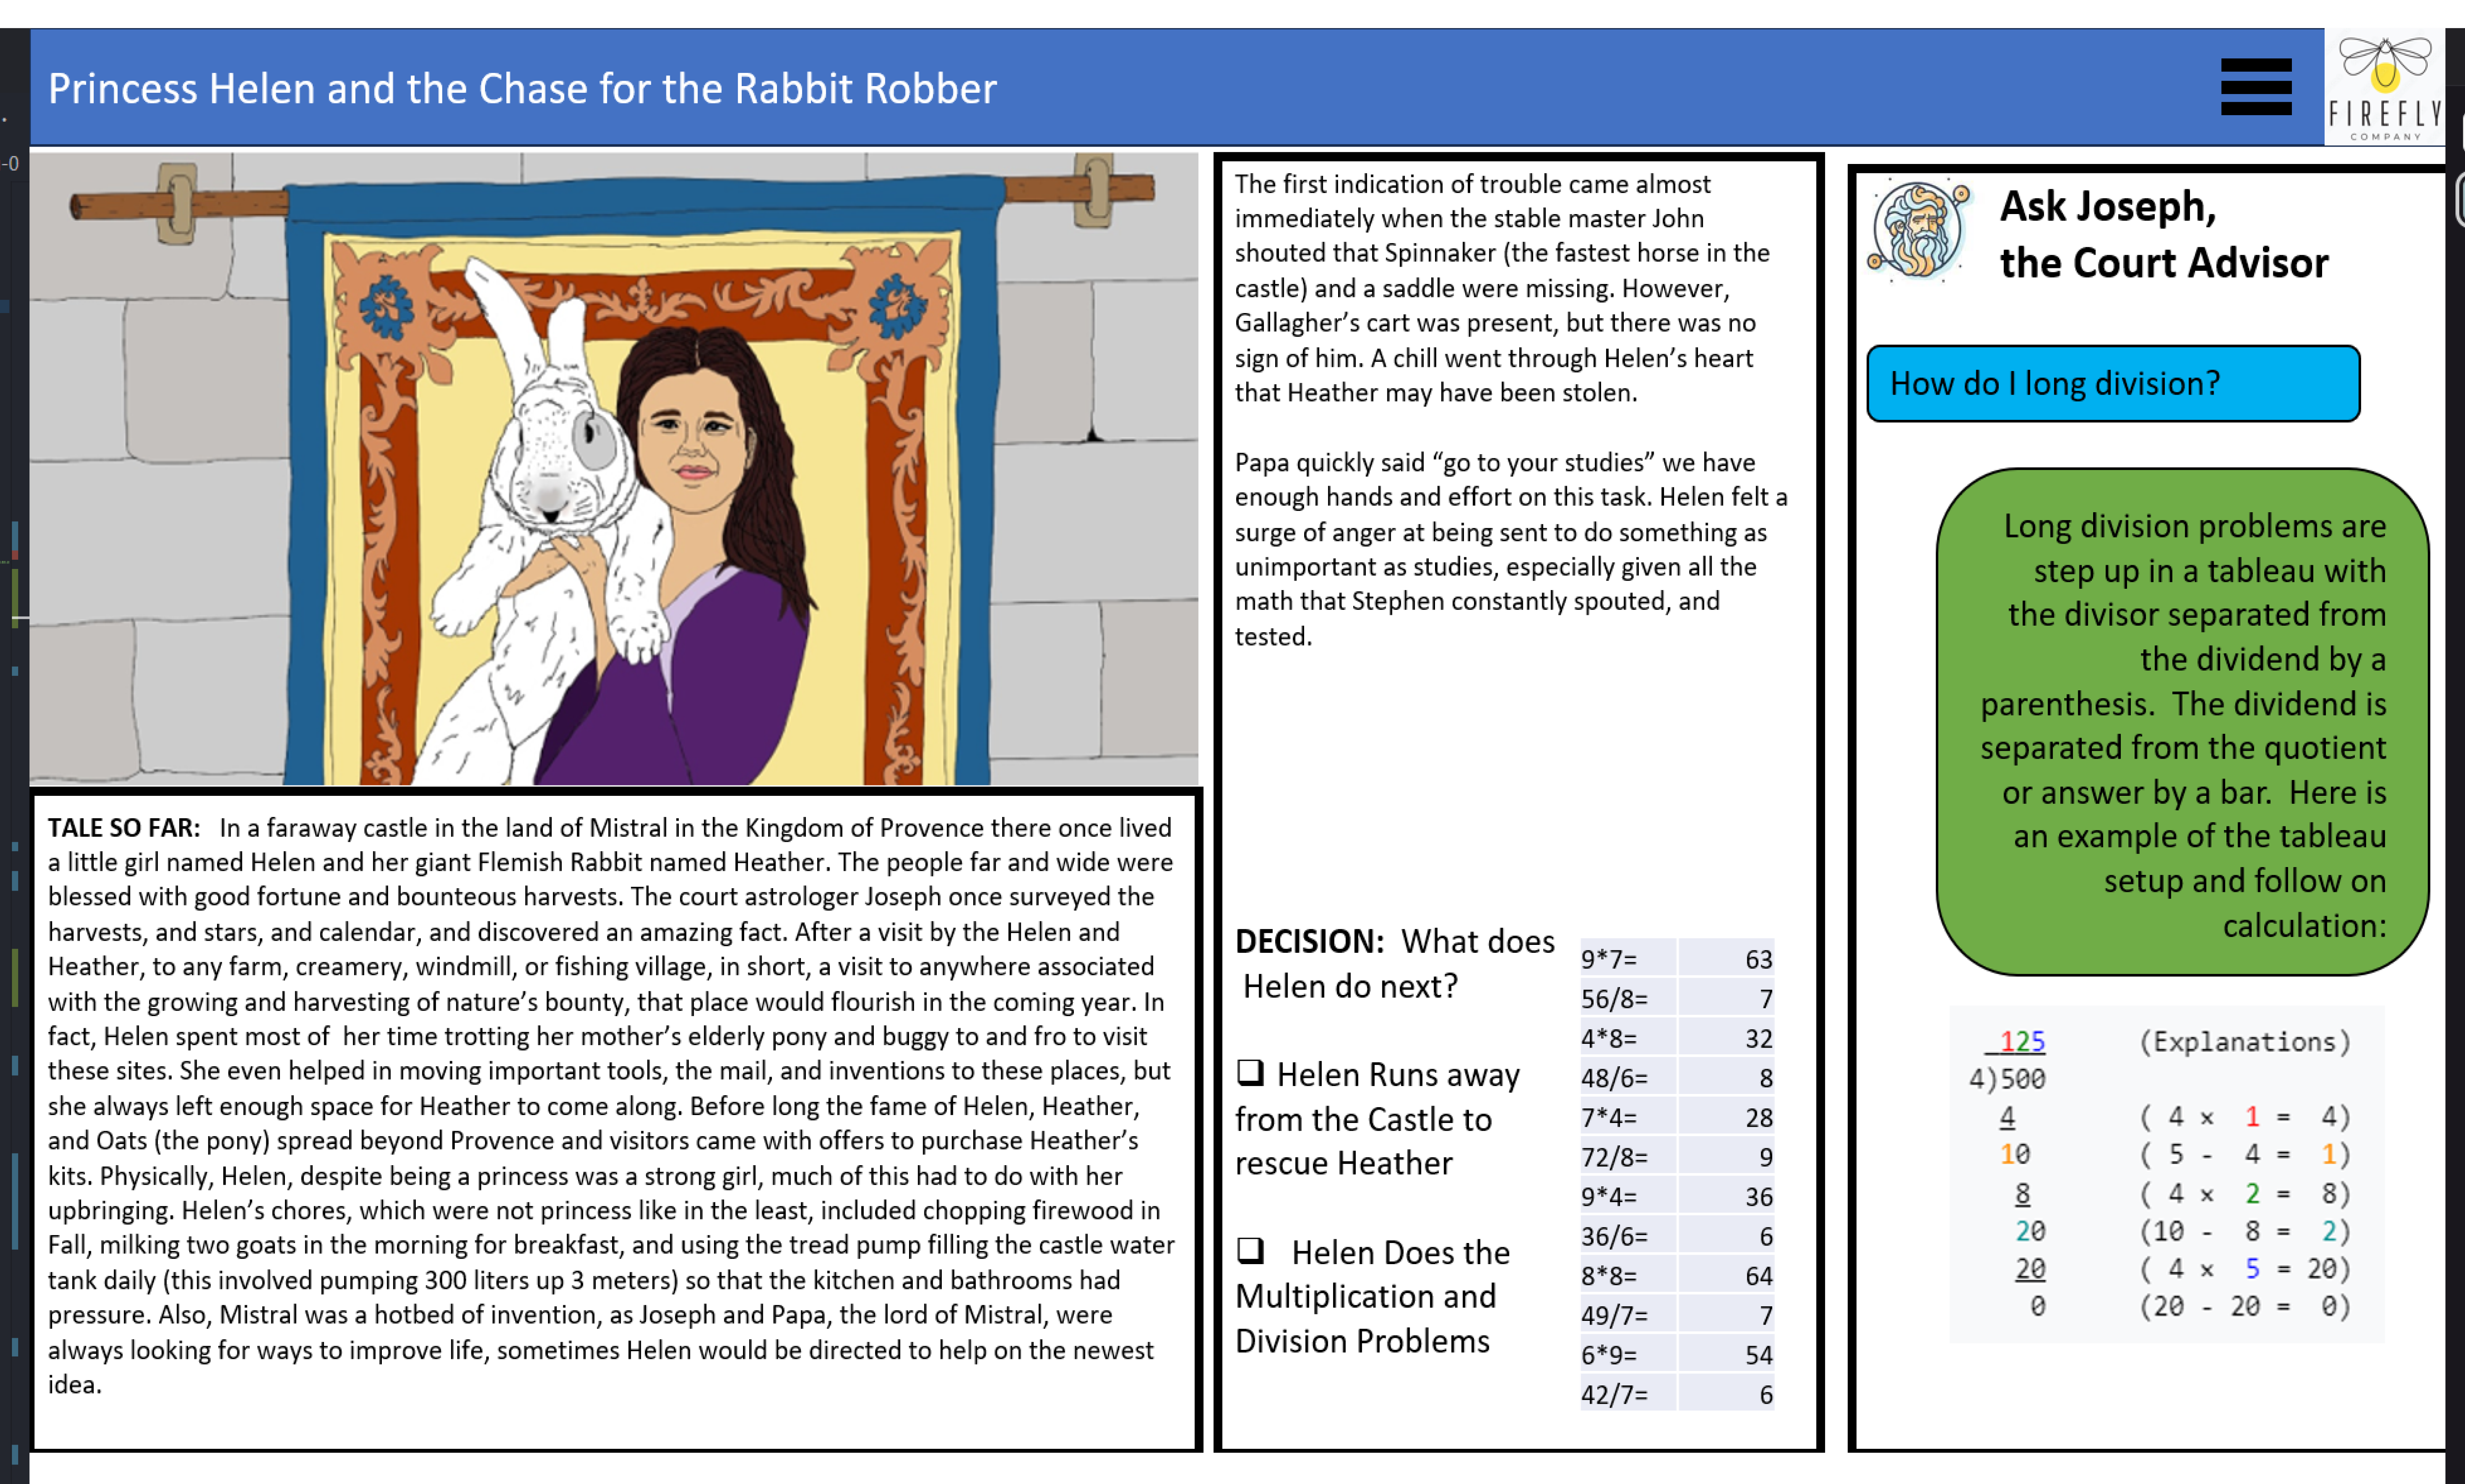 Princess Helen and the Chase for the Rabbit Robber
FIREFLY
COMPANY
-0
TALE SO FAR: In a faraway castle in the land of Mistral in the Kingdom of Provence there once lived
a little girl named Helen and her giant Flemish Rabbit named Heather. The people far and wide were
blessed with good fortune and bounteous harvests. The court astrologer Joseph once surveyed the
harvests, and stars, and calendar, and discovered an amazing fact. After a visit by the Helen and
Heather, to any farm, creamery, windmill, or fishing village, in short, a visit to anywhere associated
with the growing and harvesting of nature's bounty, that place would flourish in the coming year. In
fact, Helen spent most of her time trotting her mother's elderly pony and buggy to and fro to visit
these sites. She even helped in moving important tools, the mail, and inventions to these places, but
she always left enough space for Heather to come along. Before long the fame of Helen, Heather,
and Oats (the pony) spread beyond Provence and visitors came with offers to purchase Heather's
kits. Physically, Helen, despite being a princess was a strong girl, much of this had to do with her
upbringing. Helen's chores, which were not princess like in the least, included chopping firewood in
Fall, milking two goats in the morning for breakfast, and using the tread pump filling the castle water
tank daily (this involved pumping 300 liters up 3 meters) so that the kitchen and bathrooms had
pressure. Also, Mistral was a hotbed of invention, as Joseph and Papa, the lord of Mistral, were
always looking for ways to improve life, sometimes Helen would be directed to help on the newest
idea.
The first indication of trouble came almost
immediately when the stable master John
shouted that Spinnaker (the fastest horse in the
castle) and a saddle were missing. However,
Gallagher's cart was present, but there was no
sign of him. A chill went through Helen's heart
that Heather may have been stolen.
Papa quickly said “go to your studies” we have
enough hands and effort on this task. Helen felt a
surge of anger at being sent to do something as
unimportant as studies, especially given all the
math that Stephen constantly spouted, and
tested.
DECISION: What does
Helen do next?
❑ Helen Runs away
from the Castle to
rescue Heather
❑ Helen Does the
Multiplication and
Division Problems
9*7= 63
56/8= 7
4*8= 32
48/6= 8
7*4= 28
72/8= 9
9*4= 36
36/6= 6
8*8= 64
49/7= 7
6*9= 54
42/7= 6
Ask Joseph,
the Court Advisor
How do I long division?
Long division problems are
step up in a tableau with
the divisor separated from
the dividend by a
parenthesis. The dividend is
separated from the quotient
or answer by a bar. Here is
an example of the tableau
setup and follow on
calculation:
125 (Explanations)
4)500
4 ( 4 × 1 = 4)
10 ( 5 - 4 = 1)
8 ( 4 × 2 = 8)
20 (10 - 8 = 2)
20 ( 4 × 5 = 20)
0 (20 - 20 = 0)